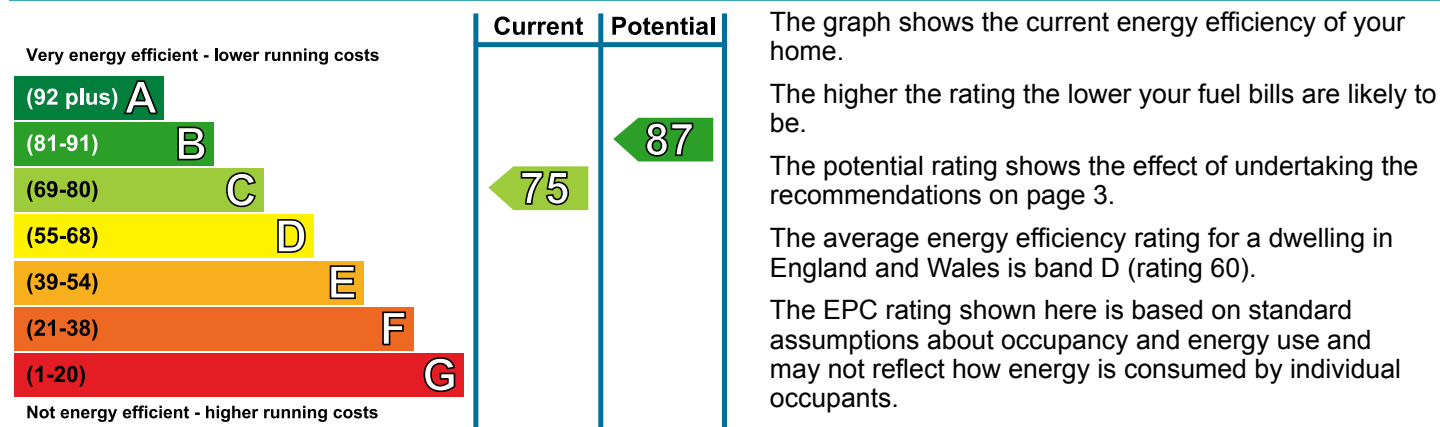 Current Potential
Very energy efficient - lower running costs
(92 plus) A
(81-91) B
87
(69-80) C
75
(55-68) D
(39-54) E
(21-38) F
(1-20) G
Not energy efficient - higher running costs
The graph shows the current energy efficiency of your
home.
The higher the rating the lower your fuel bills are likely to
be.
The potential rating shows the effect of undertaking the
recommendations on page 3.
The average energy efficiency rating for a dwelling in
England and Wales is band D (rating 60).
The EPC rating shown here is based on standard
assumptions about occupancy and energy use and
may not reflect how energy is consumed by individual
occupants.